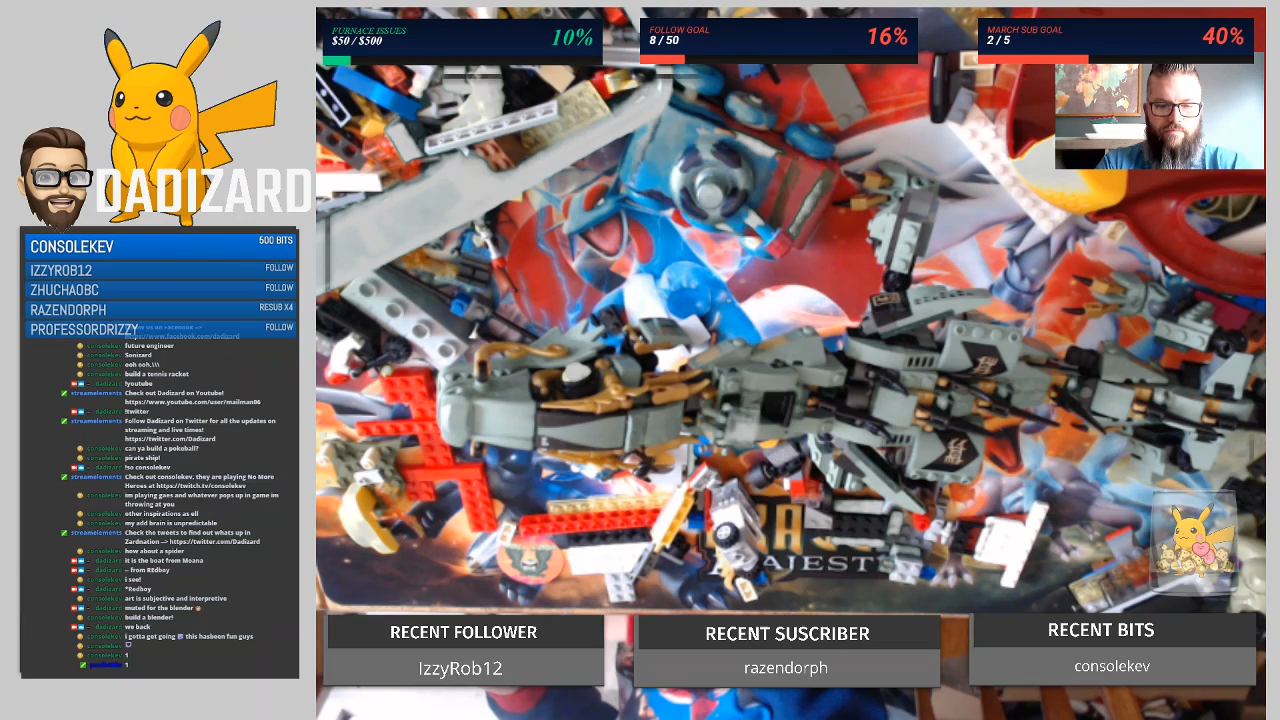 FURNACE ISSUES
$50 / $500
10%
FOLLOW GOAL
8 / 50
16%
MARCH SUB GOAL
2 / 5
40%
DADIZARD
CONSOLEKEV
500 BITS
IZZYROB12
FOLLOW
ZHUCHAOBC
FOLLOW
RAZENDORPH
RESUB X4
PROFESSORDRIZZY
FOLLOW
https://www.facebook.com/dadizard
consolekev future engineer
consolekev Sonizard
consolekev ooh ooh,\\\
consolekev build a tennis racket
dadizard !youtube
streamelements Check out Dadizard on Youtube!
https://www.youtube.com/user/mailman06
dadizard !twitter
streamelements Follow Dadizard on Twitter for all the updates on
streaming and live times!
https://twitter.com/Dadizard
consolekev can ya build a pokeball?
consolekev pirate ship!
dadizard !so consolekev
streamelements Check out consolekev, they are playing No More
Heroes at https://twitch.tv/consolekev
consolekev im playing gaes and whatever pops up in game im
throwing at you
consolekev other inspirations as ell
consolekev my add brain is unpredictable
streamelements Check the tweets to find out whats up in
Zardnation --> https://twitter.com/Dadizard
consolekev how about a spider
dadizard it is the boat from Moana
dadizard -- from REdboy
consolekev i see!
dadizard *Redboy
consolekev art is subjective and interpretive
dadizard muted for the blender
consolekev build a blender!
dadizard we back
consolekev i gotta get going this hasbeen fun guys
consolekev
consolekev 1
1
MAJEST
RECENT FOLLOWER
IzzyRob12
RECENT SUSCRIBER
razendorph
RECENT BITS
consolekev